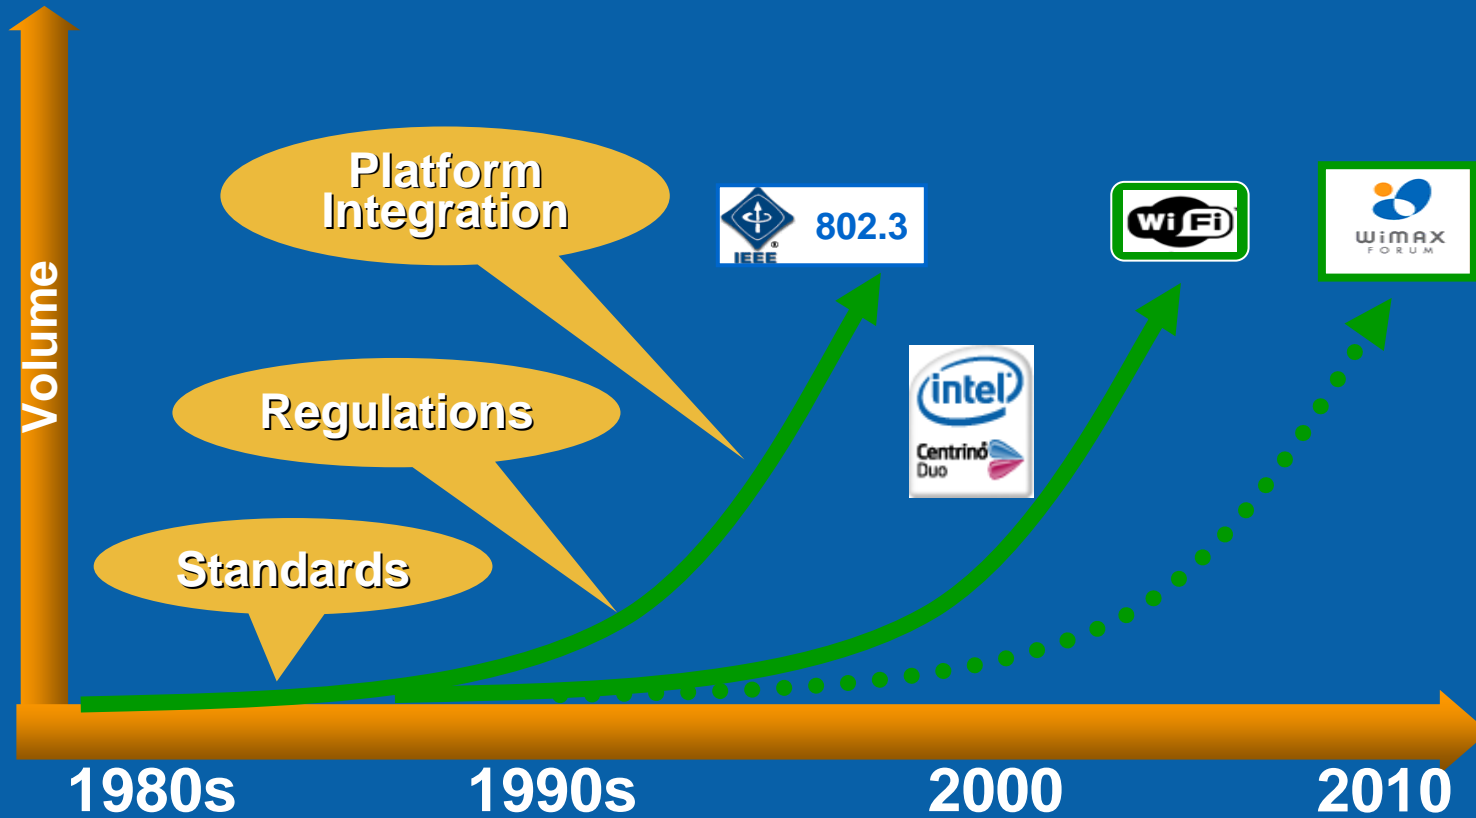 Volume
Platform
Integration
Regulations
Standards
IEEE
®
802.3
intel
Centrino
Duo
Wi Fi
WiMAX
FORUM
1980s
1990s
2000
2010